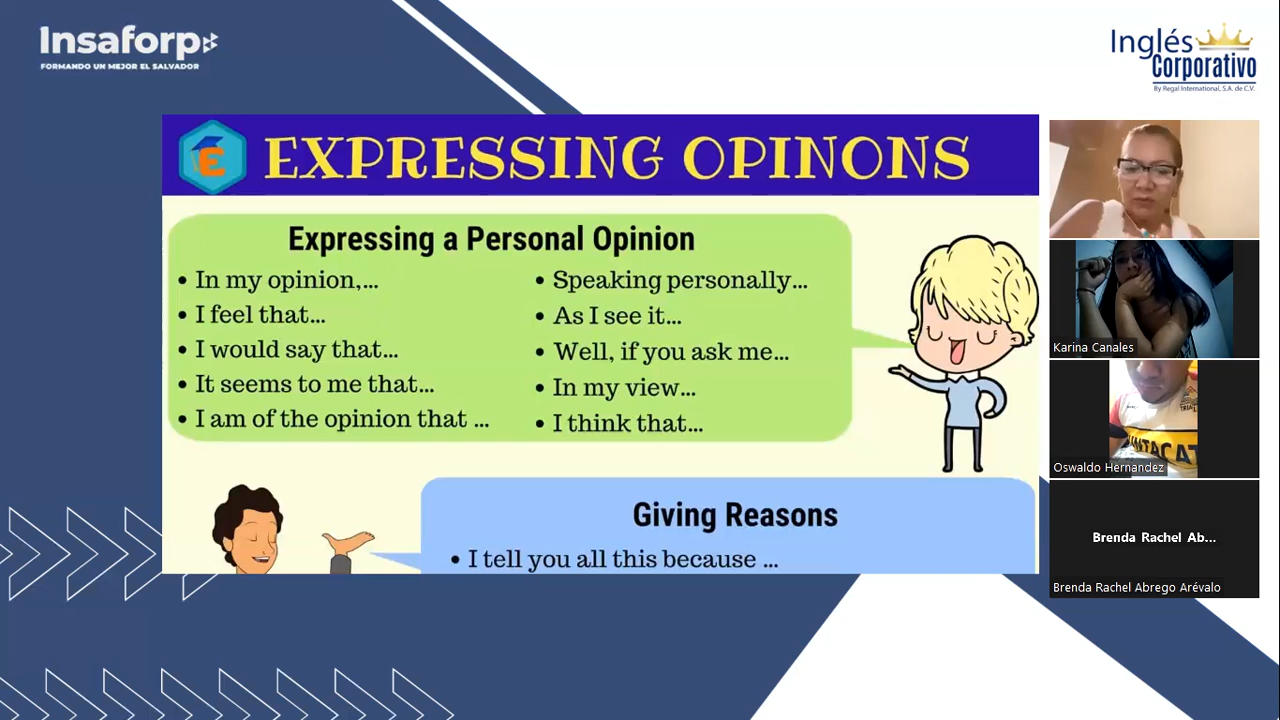 Insaforp
FORMANDO UN MEJOR EL SALVADOR
Inglés
Corporativo
By Regal International, S.A. de C.V.
E
EXPRESSING OPINONS
Expressing a Personal Opinion
• In my opinion,...
• I feel that...
• I would say that...
• It seems to me that...
• I am of the opinion that ...
• Speaking personally...
• As I see it...
• Well, if you ask me...
• In my view...
• I think that...
Giving Reasons
• I tell you all this because ...
Karina Canales
Oswaldo Hernandez
Brenda Rachel Ab...
Brenda Rachel Abrego Arévalo